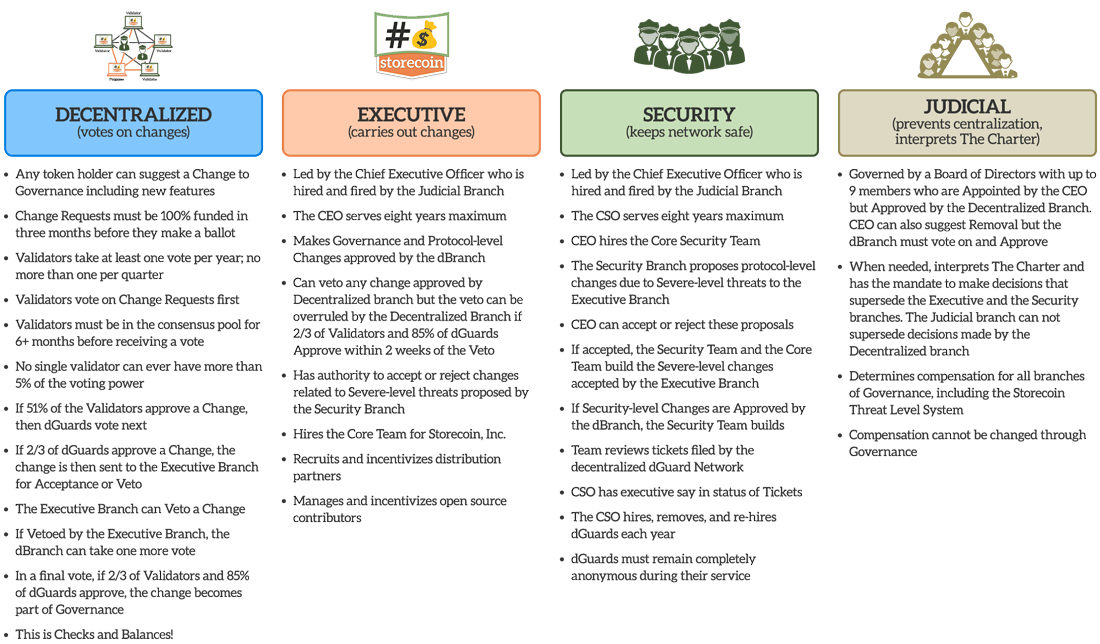 Validator
Validator
Validator
Validator
#
$
storecoin
DECENTRALIZED
(votes on changes)
• Any token holder can suggest a Change to
Governance including new features
• Change Requests must be 100% funded in
three months before they make a ballot
• Validators take at least one vote per year; no
more than one per quarter
• Validators vote on Change Requests first
• Validators must be in the consensus pool for
6+ months before receiving a vote
• No single validator can ever have more than
5% of the voting power
• If 51% of the Validators approve a Change,
then dGuards vote next
• If 2/3 of dGuards approve a Change, the
change is then sent to the Executive Branch
for Acceptance or Veto
• The Executive Branch can Veto a Change
• If Vetoed by the Executive Branch, the
dBranch can take one more vote
• In a final vote, if 2/3 of Validators and 85%
of dGuards approve, the change becomes
part of Governance
• This is Checks and Balances!
EXECUTIVE
(carries out changes)
• Led by the Chief Executive Officer who is
hired and fired by the Judicial Branch
• The CEO serves eight years maximum
• Makes Governance and Protocol-level
Changes approved by the dBranch
• Can veto any change approved by
Decentralized branch but the veto can be
overruled by the Decentralized Branch if
2/3 of Validators and 85% of dGuards
Approve within 2 weeks of the Veto
• Has authority to accept or reject changes
related to Severe-level threats proposed by
the Security Branch
• Hires the Core Team for Storecoin, Inc.
• Recruits and incentivizes distribution
partners
• Manages and incentivizes open source
contributors
SECURITY
(keeps network safe)
• Led by the Chief Executive Officer who is
hired and fired by the Judicial Branch
• The CSO serves eight years maximum
• CEO hires the Core Security Team
• The Security Branch proposes protocol-level
changes due to Severe-level threats to the
Executive Branch
• CEO can accept or reject these proposals
• If accepted, the Security Team and the Core
Team build the Severe-level changes
accepted by the Executive Branch
• If Security-level Changes are Approved by
the dBranch, the Security Team builds
• Team reviews tickets filed by the
decentralized dGuard Network
• CSO has executive say in status of Tickets
• The CSO hires, removes, and re-hires
dGuards each year
• dGuards must remain completely
anonymous during their service
JUDICIAL
(prevents centralization,
interprets The Charter)
• Governed by a Board of Directors with up to
9 members who are Appointed by the CEO
but Approved by the Decentralized Branch.
CEO can also suggest Removal but the
dBranch must vote on and Approve
• When needed, interprets The Charter and
has the mandate to make decisions that
supersede the Executive and the Security
branches. The Judicial branch can not
supersede decisions made by the
Decentralized branch
• Determines compensation for all branches
of Governance, including the Storecoin
Threat Level System
• Compensation cannot be changed through
Governance